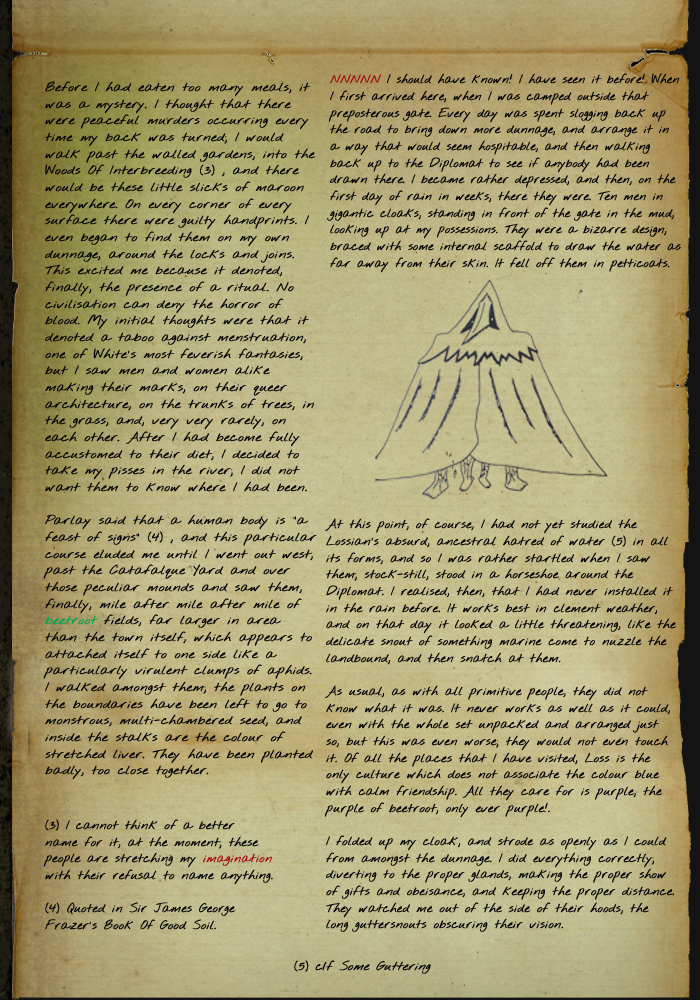 Before I had eaten too many meals, it
was a mystery. I thought that there
were peaceful murders occurring every
time my back was turned, I would
walk past the walled gardens, into the
Woods Of Interbreeding (3) , and there
would be these little slicks of maroon
everywhere. On every corner of every
surface there were guilty handprints. I
even began to find them on my own
dunnage, around the locks and joins.
This excited me because it denoted,
finally, the presence of a ritual. No
civilisation can deny the horror of
blood. My initial thoughts were that it
denoted a taboo against menstruation,
one of White's most feverish fantasies,
but I saw men and women alike
making their marks, on their queer
architecture, on the trunks of trees, in
the grass, and, very very rarely, on
each other. After I had become fully
accustomed to their diet, I decided to
take my pisses in the river, I did not
want them to know where I had been.
Parlay said that a human body is "a
feast of signs" (4) , and this particular
course eluded me until I went out west,
past the Catafalque Yard and over
those peculiar mounds and saw them,
finally, mile after mile after mile of
beetroot fields, far larger in area
than the town itself, which appears to
attached itself to one side like a
particularly virulent clumps of aphids.
I walked amongst them, the plants on
the boundaries have been left to go to
monstrous, multi-chambered seed, and
inside the stalks are the colour of
stretched liver. They have been planted
badly, too close together.
(3) I cannot think of a better
name for it, at the moment, these
people are stretching my imagination
with their refusal to name anything.
(4) Quoted in Sir James George
Frazer's Book Of Good Soil.
NNNNN I should have known! I have seen it before!. When
I first arrived here, when I was camped outside that
preposterous gate. Every day was spent slogging back up
the road to bring down more dunnage, and arrange it in
a way that would seem hospitable, and then walking
back up to the Diplomat to see if anybody had been
drawn there. I became rather depressed, and then, on the
first day of rain in weeks, there they were. Ten men in
gigantic cloaks, standing in front of the gate in the mud,
looking up at my possessions. They were a bizarre design,
braced with some internal scaffold to draw the water as
far away from their skin. It fell off them in petticoats.
At this point, of course, I had not yet studied the
Lossian's absurd, ancestral hatred of water (5) in all
its forms, and so I was rather startled when I saw
them, stock-still, stood in a horseshoe around the
Diplomat. I realised, then, that I had never installed it
in the rain before. It works best in clement weather,
and on that day it looked a little threatening, like the
delicate snout of something marine come to nuzzle the
landbound, and then snatch at them.
As usual, as with all primitive people, they did not
know what it was. It never works as well as it could,
even with the whole set unpacked and arranged just
so, but this was even worse, they would not even touch
it. Of all the places that I have visited, Loss is the
only culture which does not associate the colour blue
with calm friendship. All they care for is purple, the
purple of beetroot, only ever purple!.
I folded up my cloak, and strode as openly as I could
from amongst the dunnage. I did everything correctly,
diverting to the proper glands, making the proper show
of gifts and obeisance, and keeping the proper distance.
They watched me out of the side of their hoods, the
long guttersnouts obscuring their vision.
(5) c/f Some Guttering